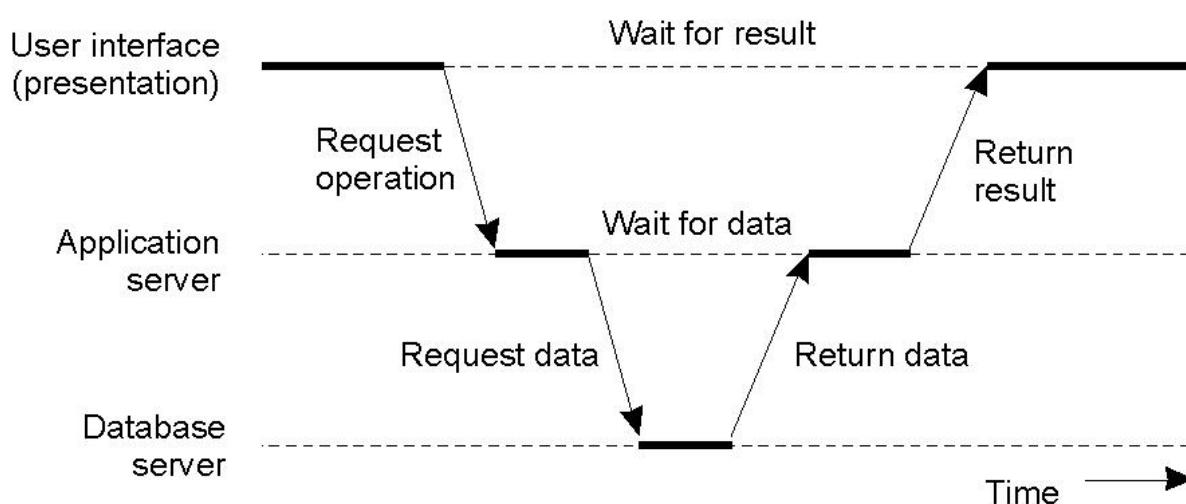 User interface
(presentation)
Wait for result
Request
operation
Return
result
Application
server
Wait for data
Request data
Return data
Database
server
Time